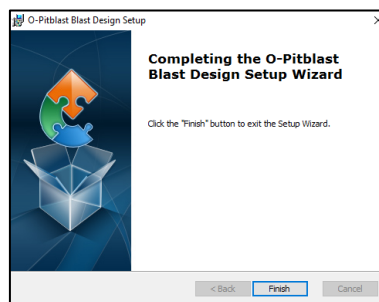 O-Pitblast Blast Design Setup
Completing the O-Pitblast
Blast Design Setup Wizard
Click the "Finish" button to exit the Setup Wizard.
< Back Finish Cancel